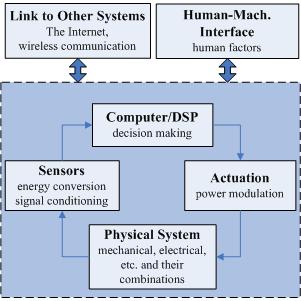 Link to Other Systems
The Internet,
wireless communication
Human-Mach.
Interface
human factors
Computer/DSP
decision making
Sensors
energy conversion
signal conditioning
Actuation
power modulation
Physical System
mechanical, electrical,
etc. and their
combinations